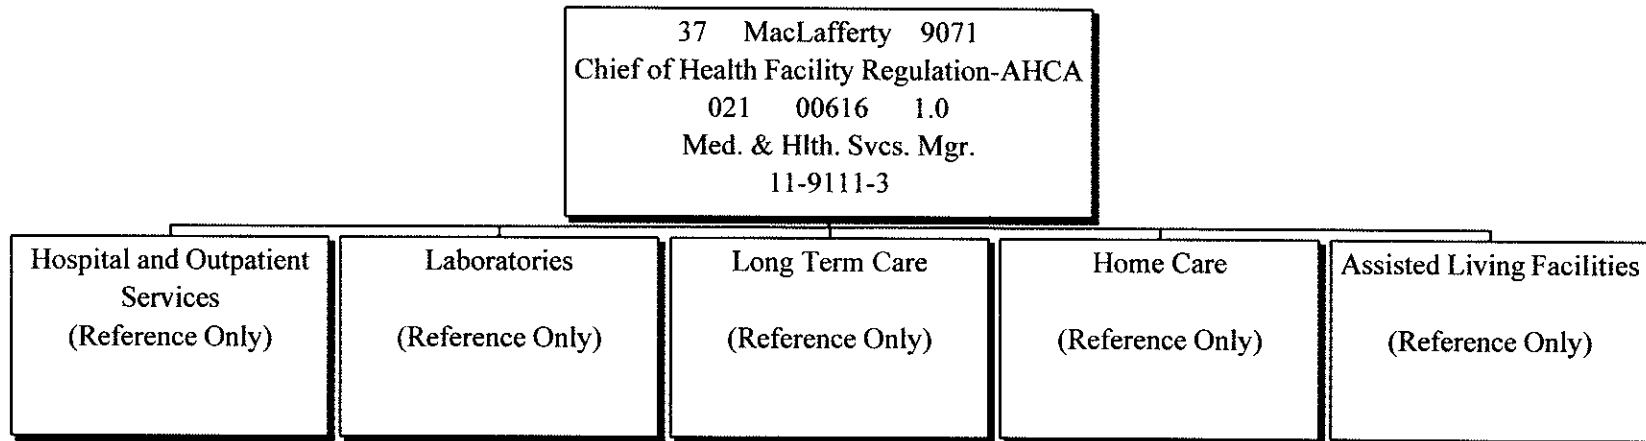 37 MacLafferty 9071
Chief of Health Facility Regulation-AHCA
021 00616 1.0
Med. & Hlth. Svcs. Mgr.
11-9111-3
Hospital and Outpatient
Services
(Reference Only)
Laboratories
(Reference Only)
Long Term Care
(Reference Only)
Home Care
(Reference Only)
Assisted Living Facilities
(Reference Only)